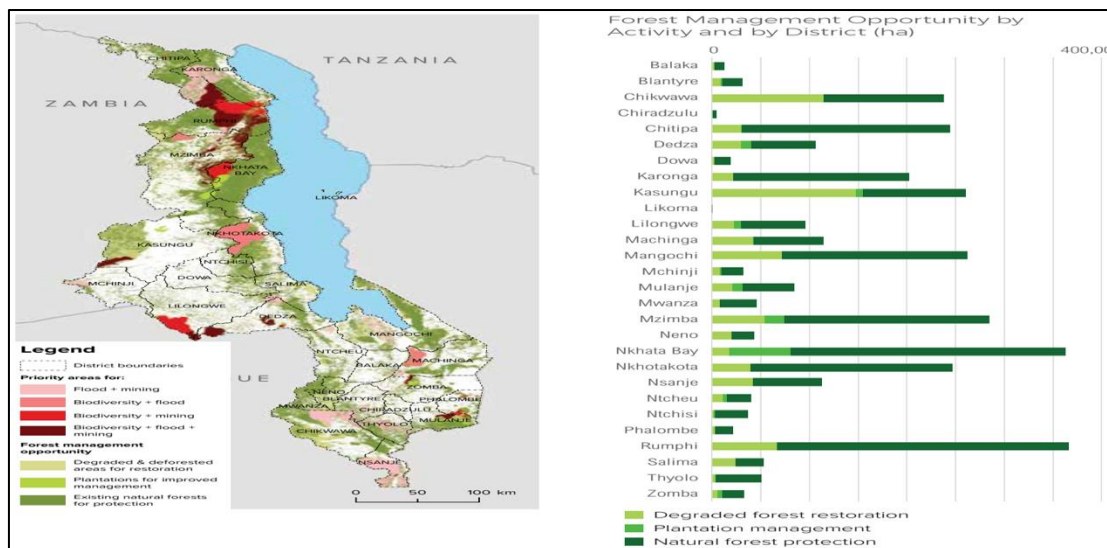 TANZANIA
ZAMBIA
CHITIPA
KARONGA
RUMPHI
MZIMBA
NKHATA
BAY
LIKOMA
NKHOTAKOTA
KASUNGU
NTCHISI
DOWA
MCHINJI
SALIMA
LILONGWE
DEDZA
MANGOCHI
NTCHEU
MACHINGA
BALAKA
ZOMBA
NENO
PHALOMBE
BLANTYRE
MWANZA
CHIRADZULU
MULANJE
THYOLO
CHIKWAWA
NSANJE
UE
0 50 100
km
Legend
District boundaries
Priority areas for:
Flood + mining
Biodiversity + flood
Biodiversity + mining
Biodiversity + flood +
mining
Forest management
opportunity
Degraded & deforested
areas for restoration
Plantations for improved
management
Existing natural forests
for protection
Forest Management Opportunity by
Activity and by District (ha)
0 400,00
Balaka
Blantyre
Chikwawa
Chiradzulu
Chitipa
Dedza
Dowa
Karonga
Kasungu
Likoma
Lilongwe
Machinga
Mangochi
Mchinji
Mulanje
Mwanza
Mzimba
Neno
Nkhata Bay
Nkhotakota
Nsanje
Ntcheu
Ntchisi
Phalombe
Rumphi
Salima
Thyolo
Zomba
Degraded forest restoration
Plantation management
Natural forest protection